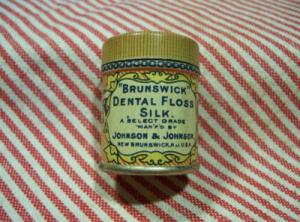 "BRUNSWICK"
DENTAL FLOSS
SILK.
A SELECT GRADE
MAN'F'D BY
JOHNSON & JOHNSON,
NEW BRUNSWICK, N.J. U.S.A.